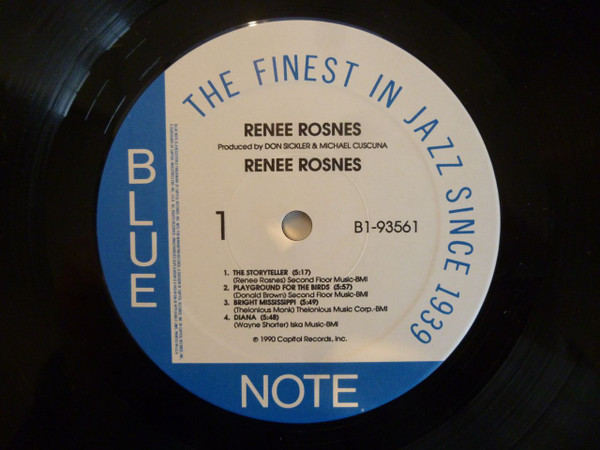 THE FINEST IN JAZZ SINCE 1939
BLUE
NOTE
RENEE ROSNES
Produced by DON SICKLER & MICHAEL CUSCUNA
RENEE ROSNES
1
B1-93561
1. THE STORYTELLER (5:17)
(Renee Rosnes) Second Floor Music-BMI
2. PLAYGROUND FOR THE BIRDS (5:57)
(Donald Brown) Second Floor Music-BMI
3. BRIGHT MISSISSIPPI (5:49)
(Thelonious Monk) Thelonious Music Corp.-BMI
4. DIANA (5:48)
(Wayne Shorter) Iska Music-BMI
℗ 1990 Capitol Records, Inc.